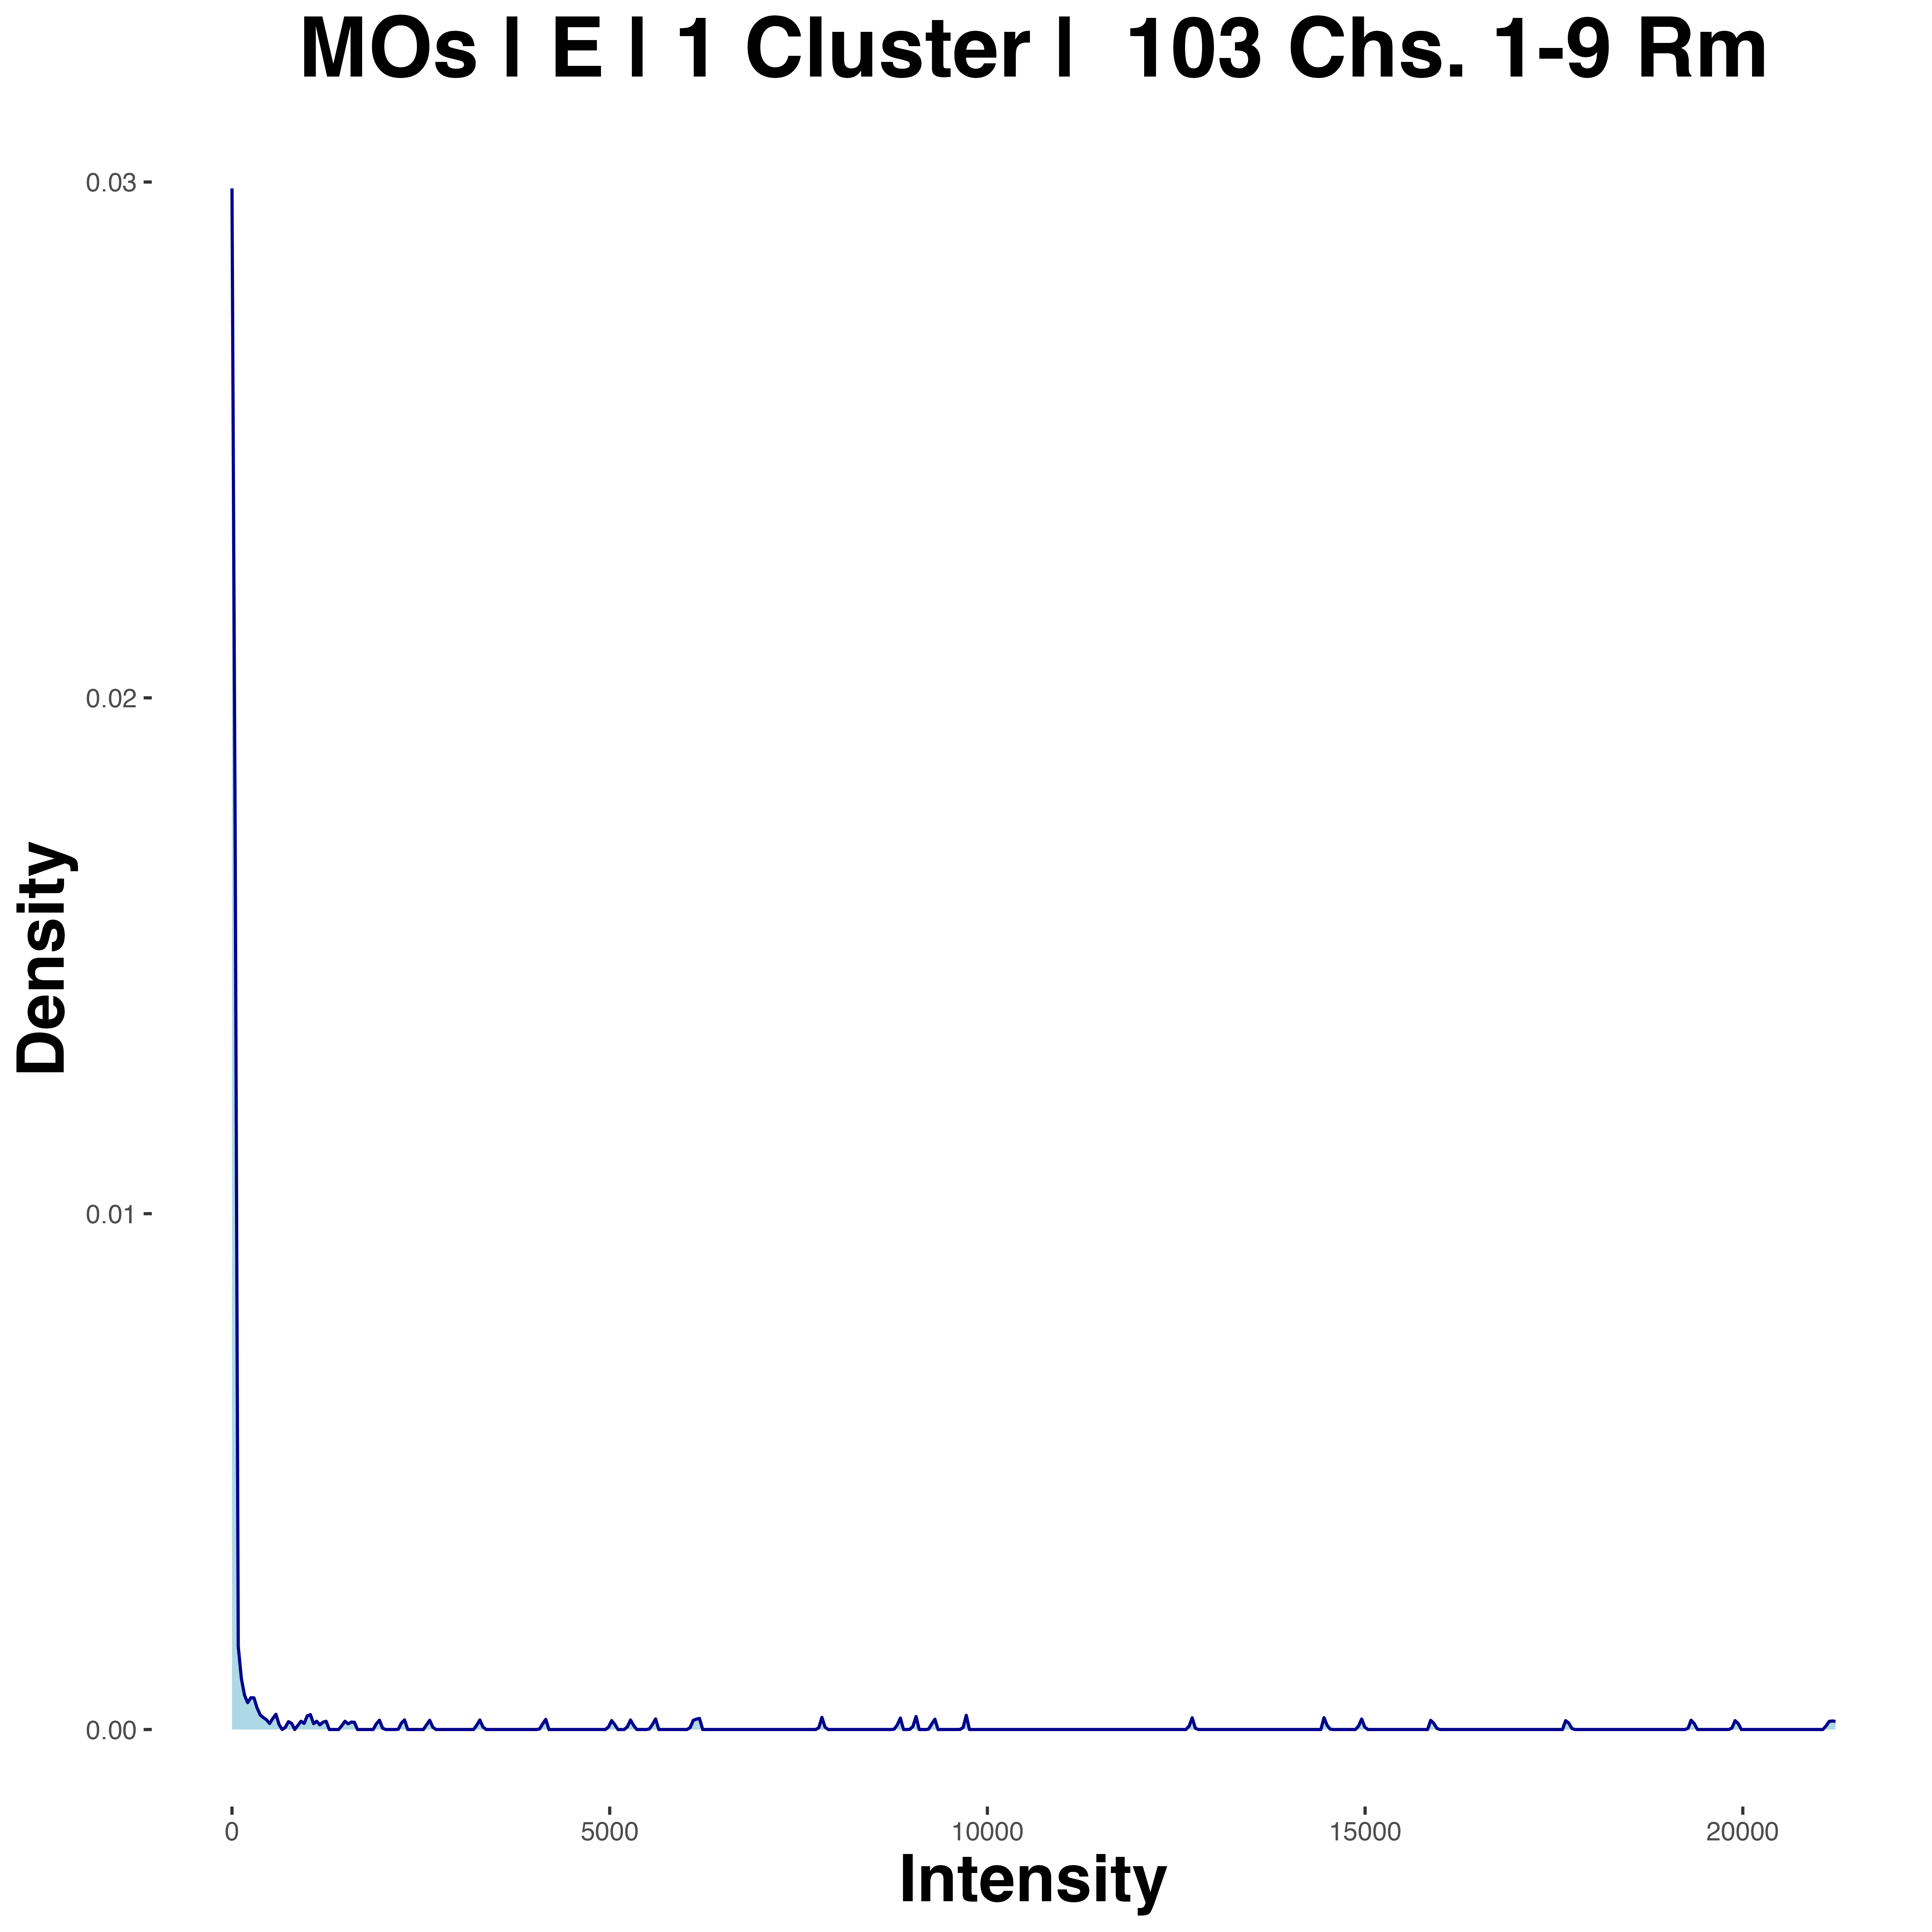 MOs | E | 1 Cluster |  103 Chs. 1-9 Rm
0.03
0.02
0.01
0.00
Density
0 5000 10000 15000 20000
Intensity